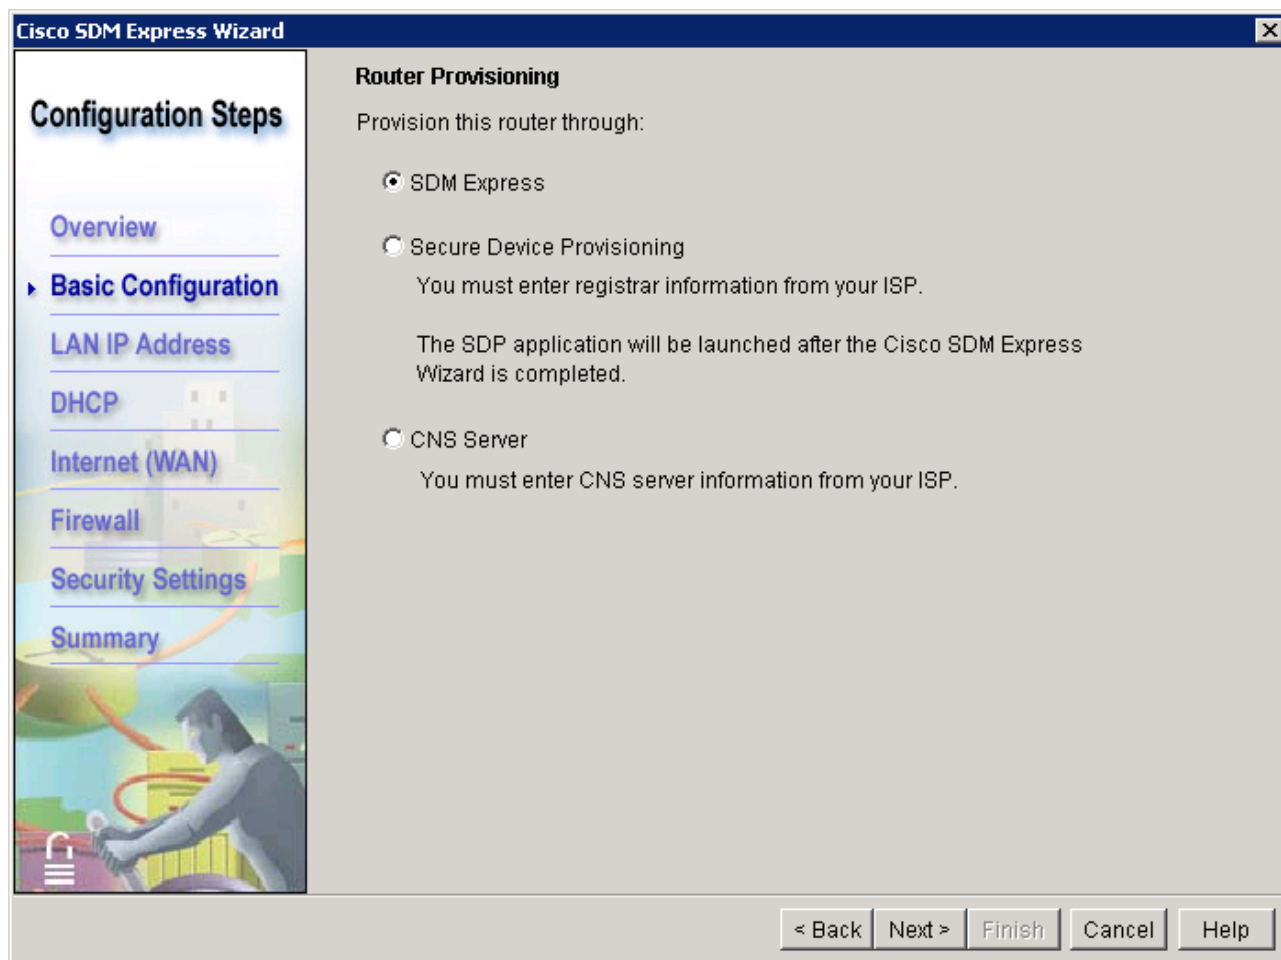 Cisco SDM Express Wizard
Configuration Steps
Overview
Basic Configuration
LAN IP Address
DHCP
Internet (WAN)
Firewall
Security Settings
Summary
Router Provisioning
Provision this router through:
SDM Express
Secure Device Provisioning
You must enter registrar information from your ISP.
The SDP application will be launched after the Cisco SDM Express
Wizard is completed.
CNS Server
You must enter CNS server information from your ISP.
< Back
Next >
Finish
Cancel
Help